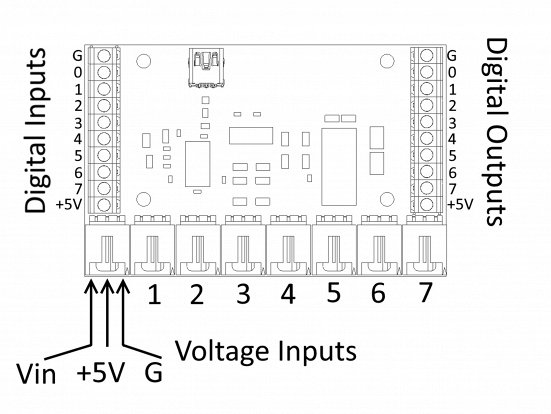 Digital Inputs
G
0
1
2
3
4
5
6
7
+5V
Digital Outputs
G
0
1
2
3
4
5
6
7
+5V
1 2 3 4 5 6 7
Voltage Inputs
Vin +5V G